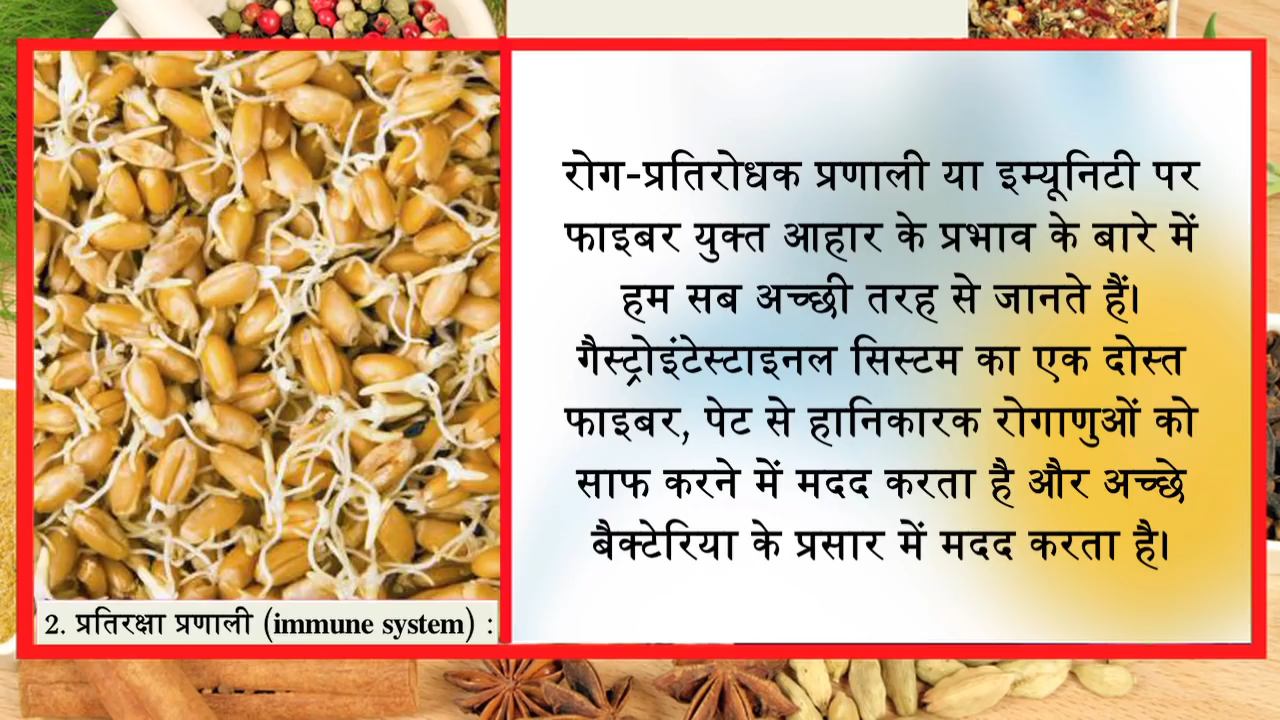 रोग-प्रतिरोधक प्रणाली या इम्यूनिटी पर
फाइबर युक्त आहार के प्रभाव के बारे में
हम सब अच्छी तरह से जानते हैं।
गैस्ट्रोइंटेस्टाइनल सिस्टम का एक दोस्त
फाइबर, पेट से हानिकारक रोगाणुओं को
साफ करने में मदद करता है और अच्छे
बैक्टेरिया के प्रसार में मदद करता है।
2. प्रतिरक्षा प्रणाली (immune system) :